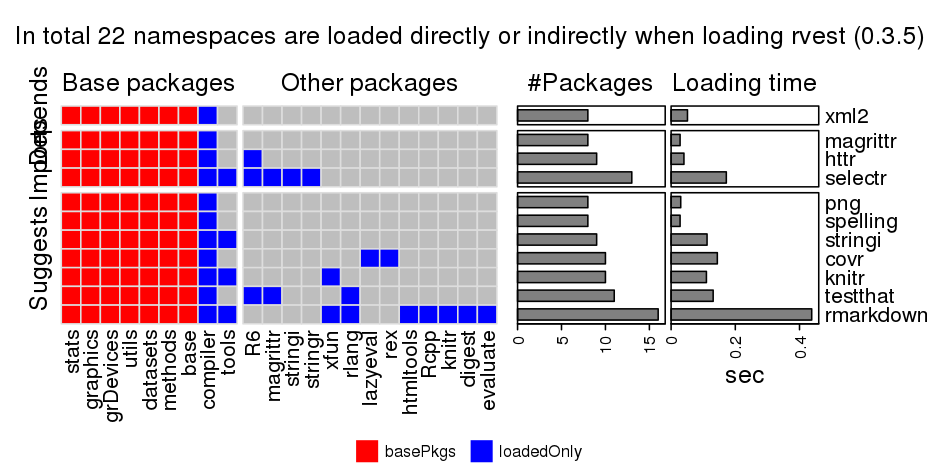 In total 22 namespaces are loaded directly or indirectly when loading rvest (0.3.5)
Base packages
Other packages
#Packages
Loading time
Depends
Imports
Suggests
xml2
magrittr
httr
selectr
png
spelling
stringi
covr
knitr
testthat
rmarkdown
stats
graphics
grDevices
utils
datasets
methods
base
compiler
tools
R6
magrittr
stringi
stringr
xfun
rlang
lazyeval
rex
htmltools
Rcpp
knitr
digest
evaluate
0 5 10 15
0 0.2 0.4
sec
basePkgs
loadedOnly